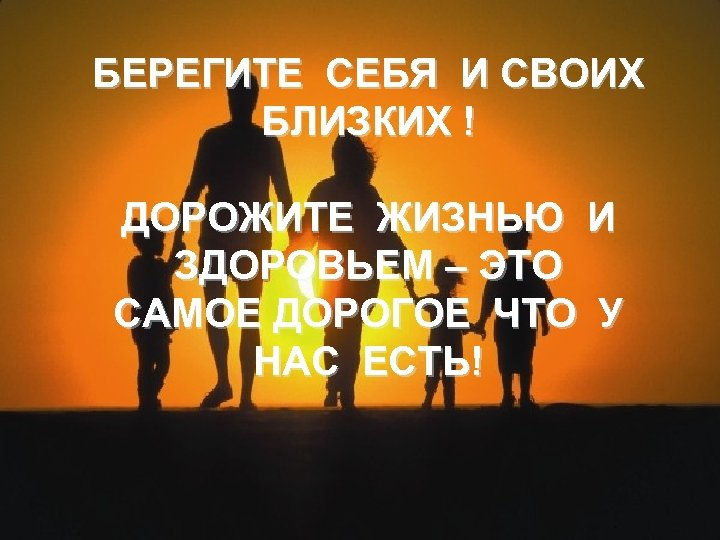 БЕРЕГИТЕ СЕБЯ И СВОИХ
БЛИЗКИХ !
ДОРОЖИТЕ ЖИЗНЬЮ И
ЗДОРОВЬЕМ – ЭТО
САМОЕ ДОРОГОЕ ЧТО У
НАС ЕСТЬ!